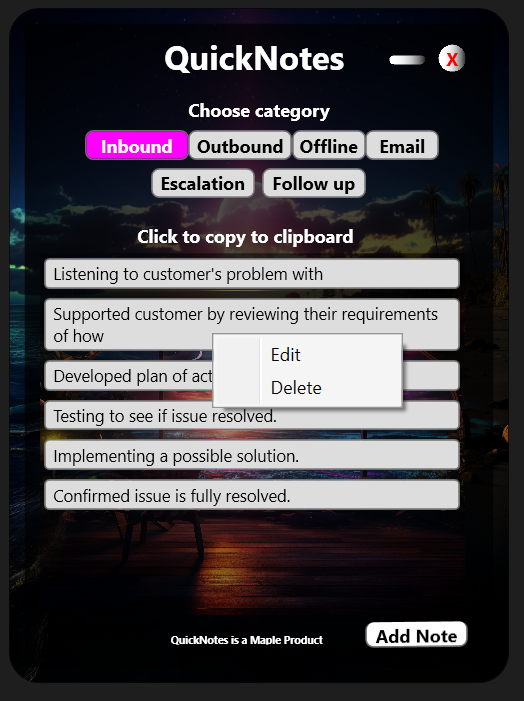 QuickNotes
X
Choose category
Inbound Outbound Offline Email
Escalation Follow up
Click to copy to clipboard
Listening to customer's problem with
Supported customer by reviewing their requirements
of how
Edit
Developed plan of
Delete
Testing to see if issue resolved.
Implementing a possible solution.
Confirmed issue is fully resolved.
QuickNotes is a Maple Product
Add Note